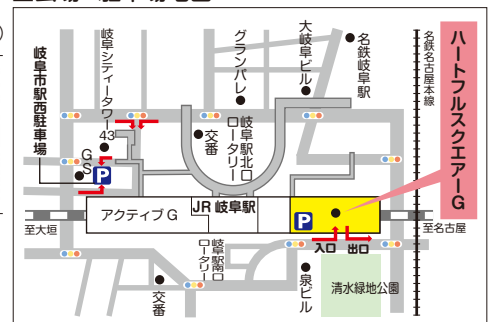 岐阜市駅西駐車場
岐阜シティータワー43
GS
P
交番
グランパレ
岐阜駅北口ロータリー
大岐阜ビル
名鉄岐阜駅
名鉄名古屋本線
ハートフルスクエアーG
アクティブG
JR 岐阜駅
P
至大垣
至名古屋
入口
出口
岐阜駅南口ロータリー
交番
泉ビル
清水緑地公園